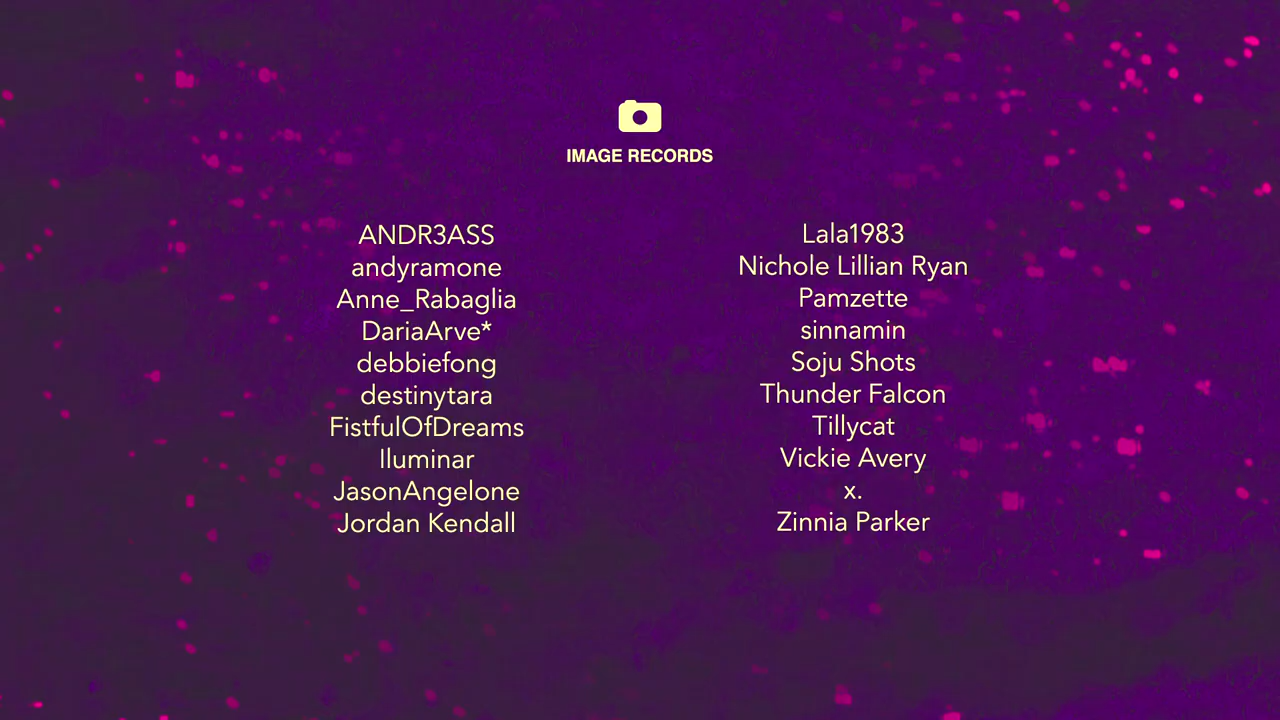 IMAGE RECORDS
ANDR3ASS
andyramone
Anne_Rabaglia
DariaArve*
debbiefong
destinytara
FistfulOfDreams
Iluminar
JasonAngelone
Jordan Kendall
Lala1983
Nichole Lillian Ryan
Pamzette
sinnamin
Soju Shots
Thunder Falcon
Tillycat
Vickie Avery
x.
Zinnia Parker